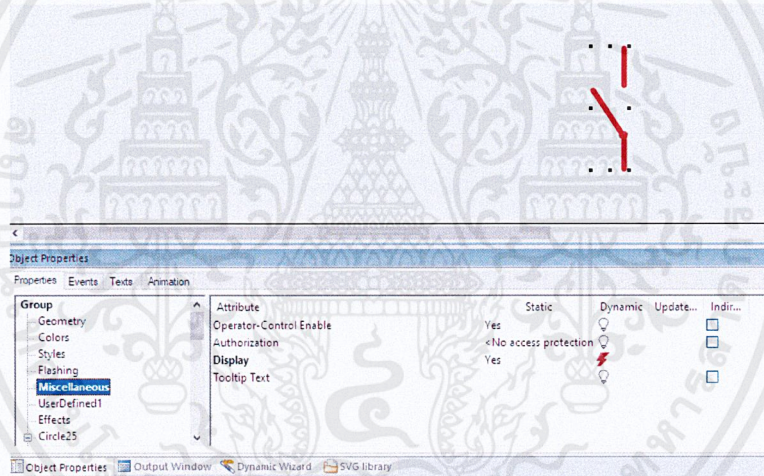 Object Properties
Properties Events Texts Animation
Group
Geometry
Colors
Styles
Flashing
Miscellaneous
UserDefined1
Effects
Circle25
Attribute Static Dynamic Update... Indir...
Operator-Control Enable Yes
Authorization <No access protection
Display Yes
Tooltip Text
Object Properties Output Window Dynamic Wizard SVG library